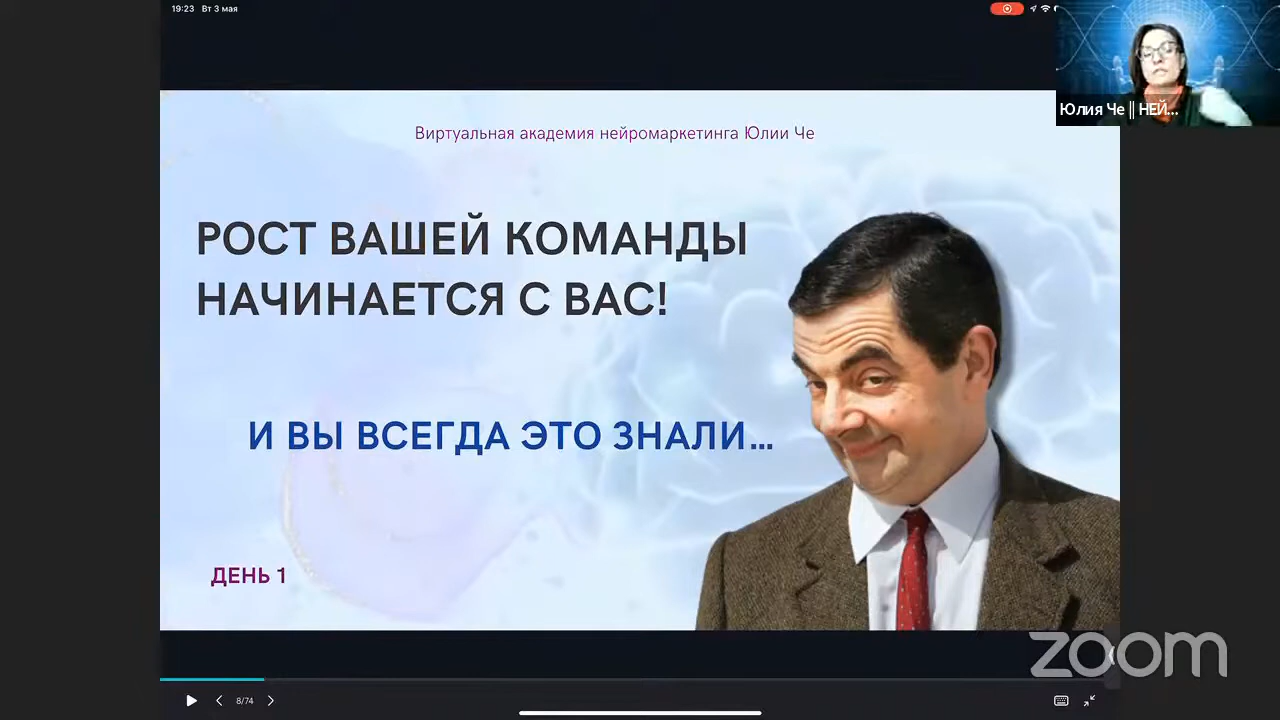 19:23 Вт 3 мая
Юлия Че || НЕЙ...
Виртуальная академия нейромаркетинга Юлии Че
РОСТ ВАШЕЙ КОМАНДЫ
НАЧИНАЕТСЯ С ВАС!
И ВЫ ВСЕГДА ЭТО ЗНАЛИ...
ДЕНЬ 1
zoom
8/74